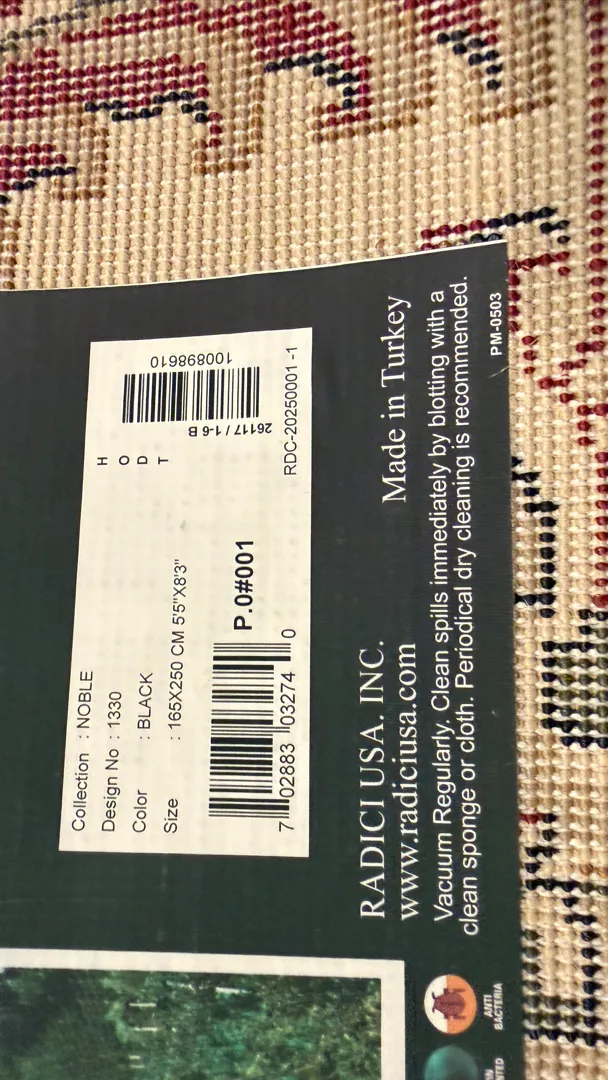 Collection : NOBLE
Design No : 1330
Color : BLACK
Size : 165X250 CM 5'5"X8'3"
H
O
D
T
100898610
26117 / 1-6 B
P.0#001
RDC-20250001 -1
7 02883 03274 0
RADICI USA. INC. Made in Turkey
www.radiciusa.com
Vacuum Regularly. Clean spills immediately by blotting with a
clean sponge or cloth. Periodical dry cleaning is recommended.
PM-0503
ANTI
BACTERIA